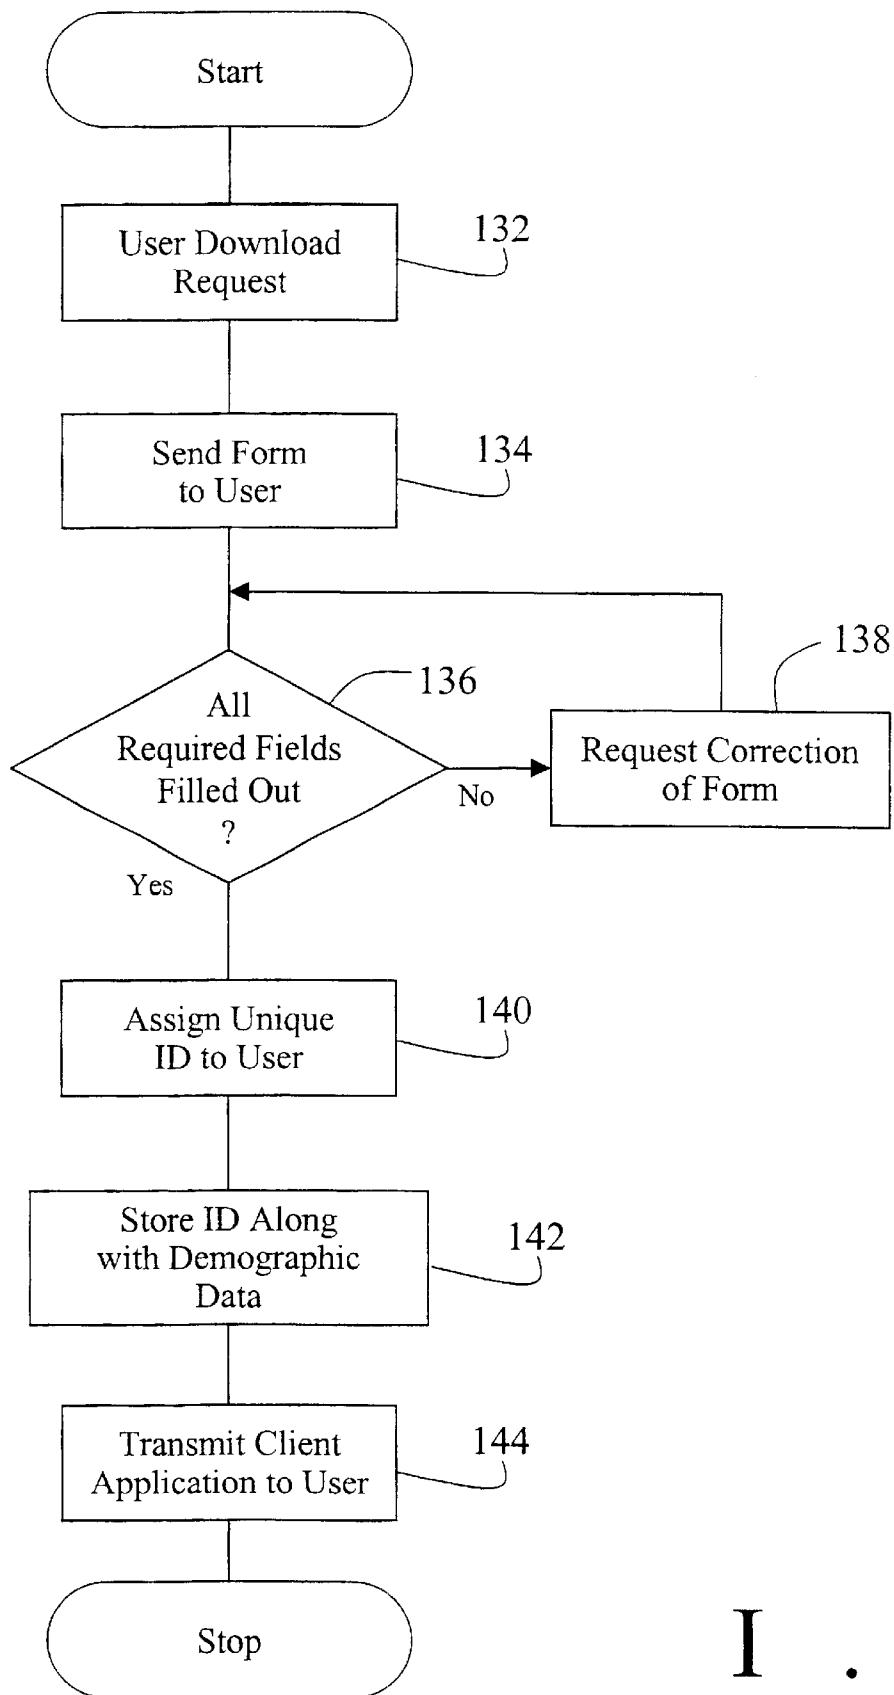 Start
User Download
Request
132
Send Form
to User
134
136
138
All
Required Fields
Filled Out
?
No
Request Correction
of Form
Yes
Assign Unique
ID to User
140
Store ID Along
with Demographic
Data
142
Transmit Client
Application to User
144
Stop
I .